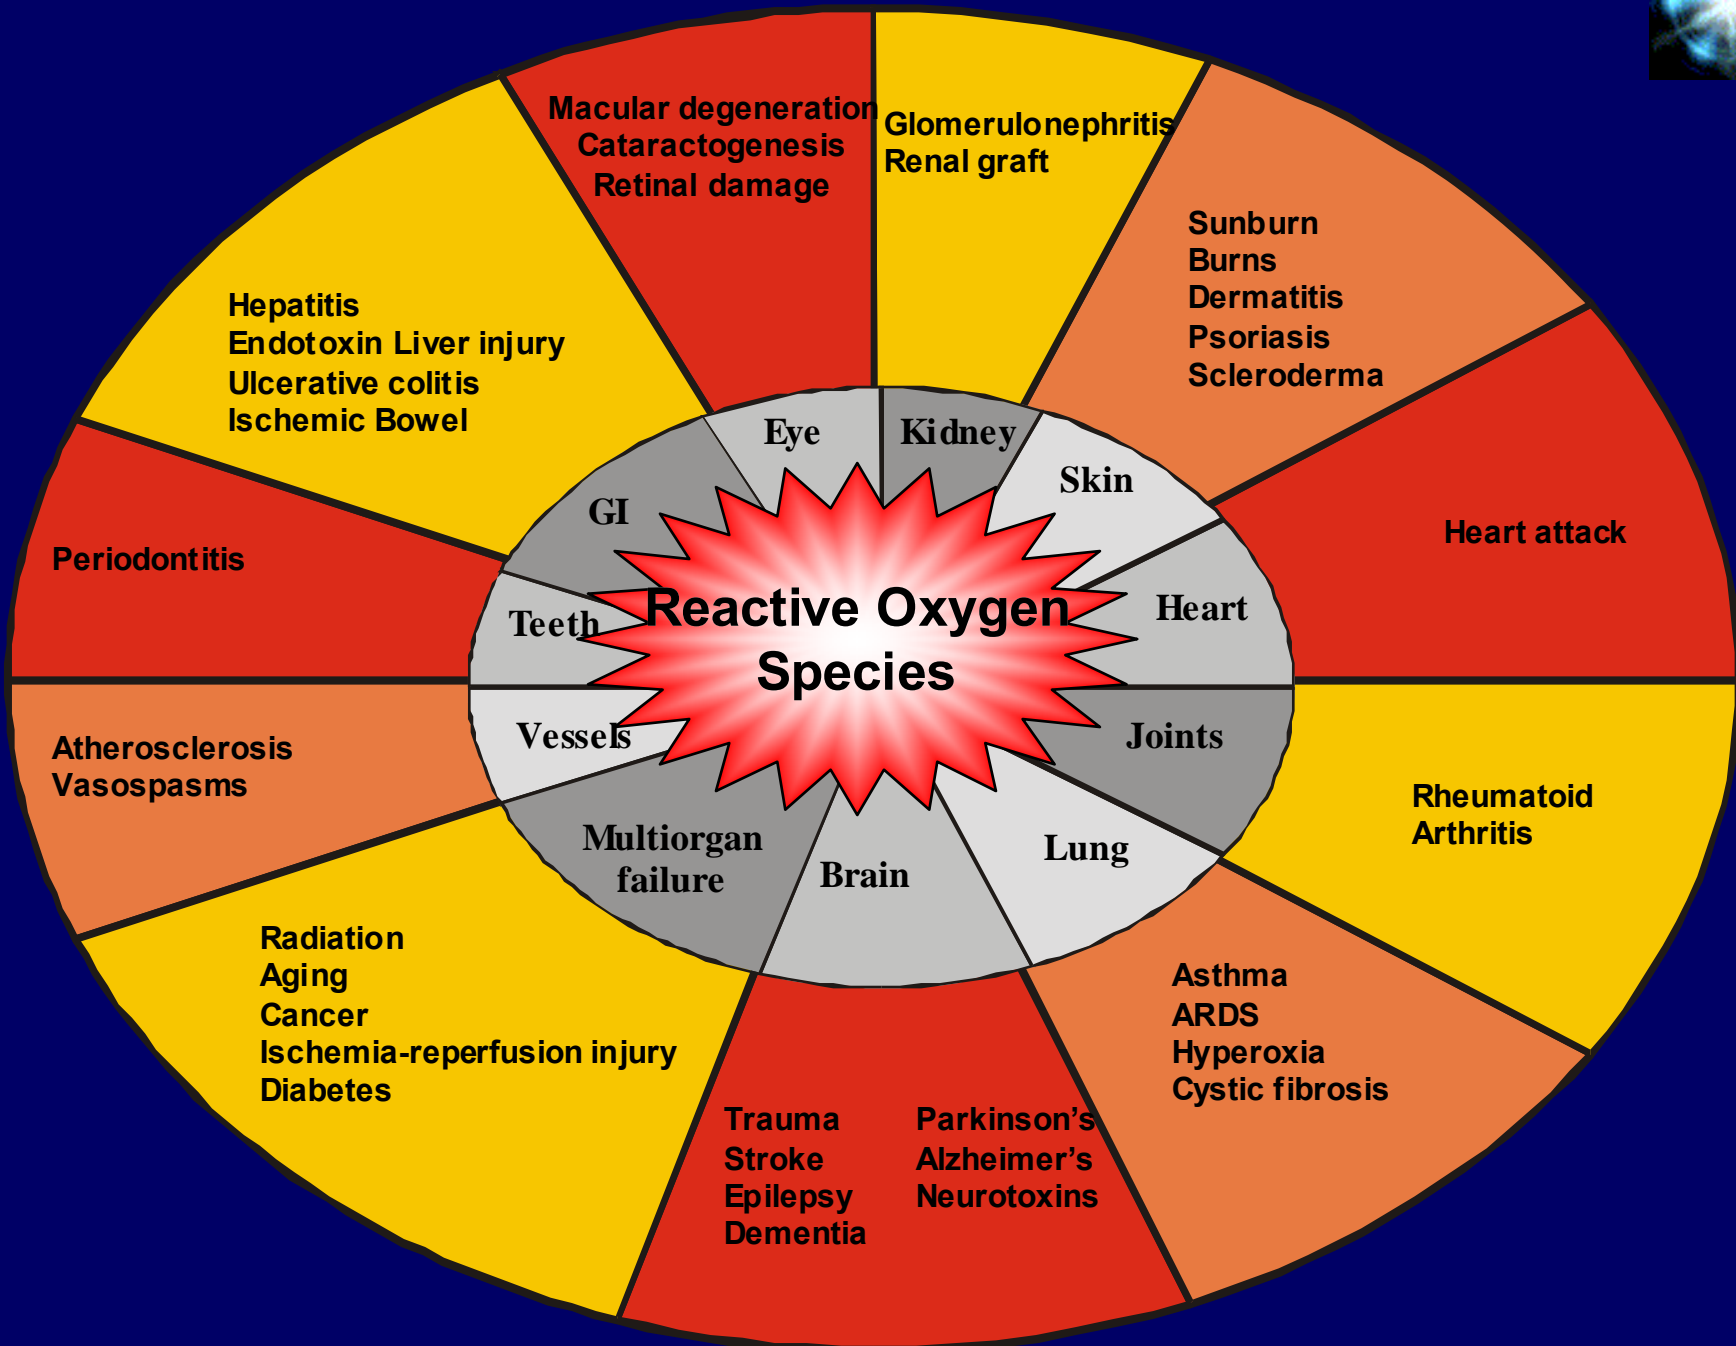 Macular degeneration
Cataractogenesis
Retinal damage
Glomerulonephritis
Renal graft
Sunburn
Burns
Dermatitis
Psoriasis
Scleroderma
Heart attack
Rheumatoid
Arthritis
Asthma
ARDS
Hyperoxia
Cystic fibrosis
Parkinson’s
Alzheimer’s
Neurotoxins
Trauma
Stroke
Epilepsy
Dementia
Radiation
Aging
Cancer
Ischemia-reperfusion injury
Diabetes
Atherosclerosis
Vasospasms
Periodontitis
Hepatitis
Endotoxin Liver injury
Ulcerative colitis
Ischemic Bowel
Eye
Kidney
Skin
Heart
Joints
Lung
Brain
Multiorgan
failure
Vessels
Teeth
GI
Reactive Oxygen
Species